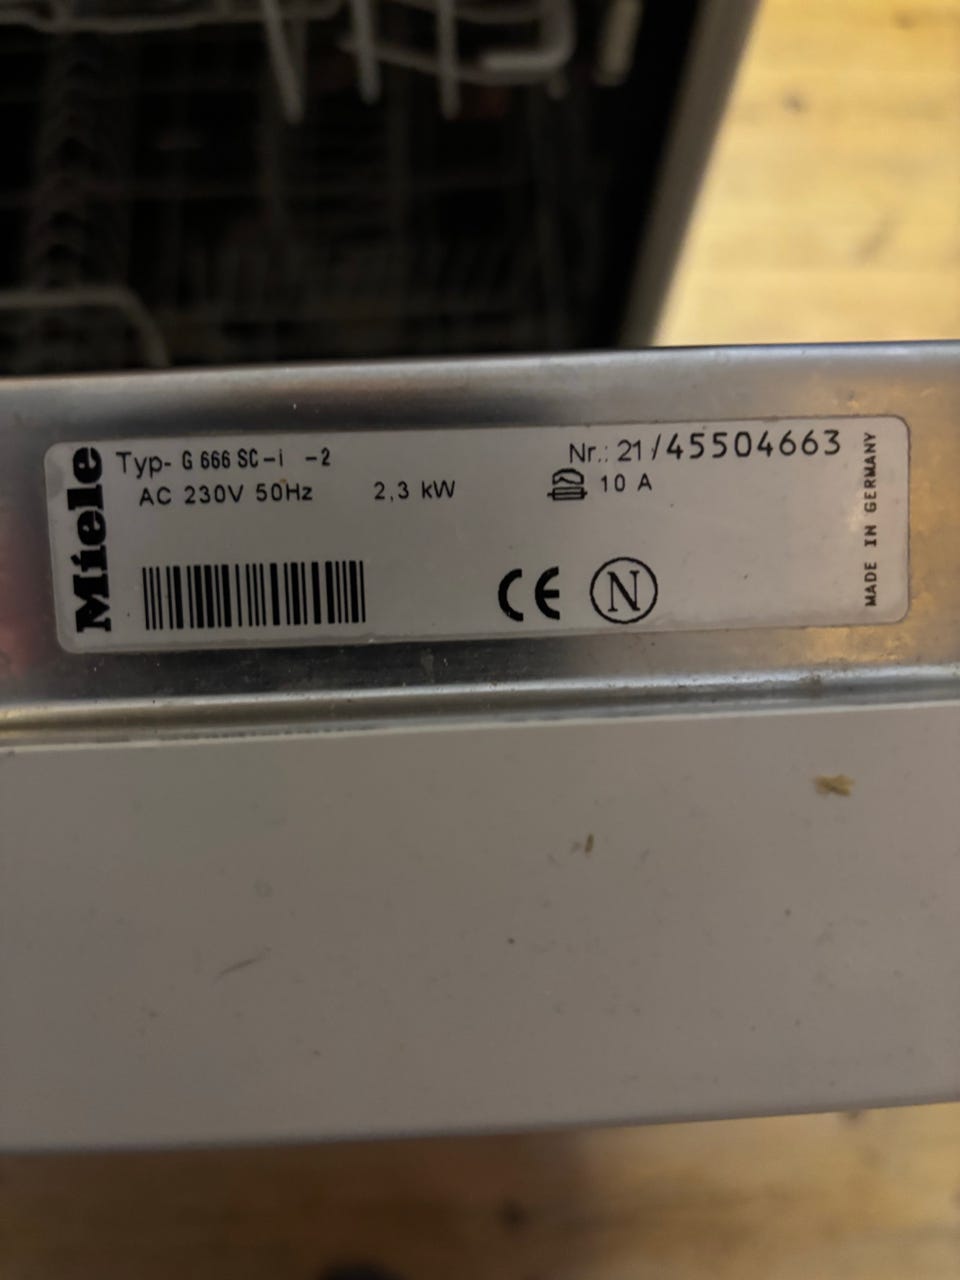 Miele
Typ- G 666 SC-i -2
Nr.: 21/45504663
AC 230V 50Hz 2,3 kW 10 A
CE N
MADE IN GERMANY